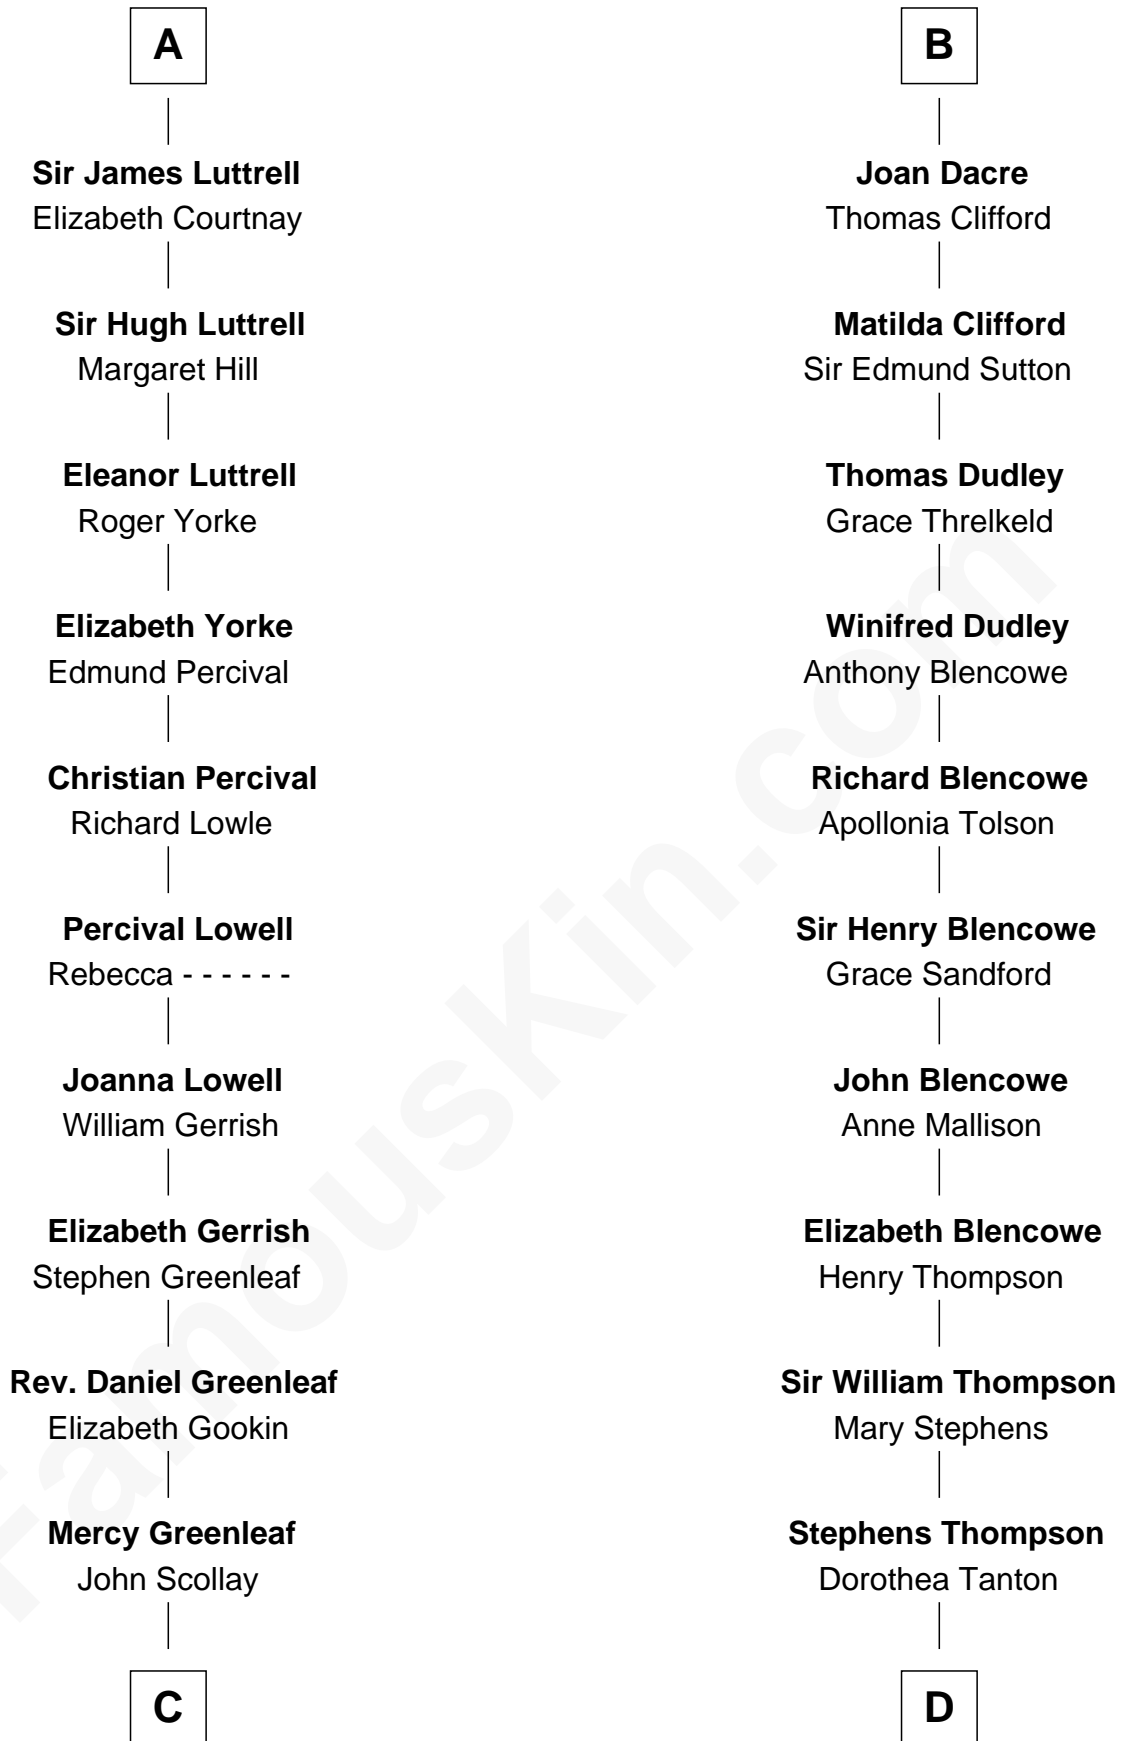 A
Sir James Luttrell
Elizabeth Courtnay
Sir Hugh Luttrell
Margaret Hill
Eleanor Luttrell
Roger Yorke
Elizabeth Yorke
Edmund Percival
Christian Percival
Richard Lowle
Percival Lowell
Rebecca - - - - - -
Joanna Lowell
William Gerrish
Elizabeth Gerrish
Stephen Greenleaf
Rev. Daniel Greenleaf
Elizabeth Gookin
Mercy Greenleaf
John Scollay
C
B
Joan Dacre
Thomas Clifford
Matilda Clifford
Sir Edmund Sutton
Thomas Dudley
Grace Threlkeld
Winifred Dudley
Anthony Blencowe
Richard Blencowe
Apollonia Tolson
Sir Henry Blencowe
Grace Sandford
John Blencowe
Anne Mallison
Elizabeth Blencowe
Henry Thompson
Sir William Thompson
Mary Stephens
Stephens Thompson
Dorothea Tanton
D
FamousKin.com